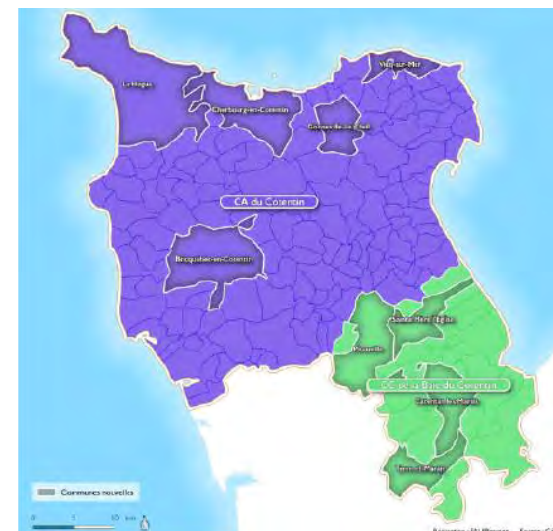 La Hague
Cherbourg-en-Cotentin
Vicq-sur-Mer
CA du Cotentin
Bricquebec-en-Cotentin
Sainte-Mère-Église
Picauville
CC de la Baie du Cotentin
Carentan les Marais
Communes nouvelles
0 5 10 km